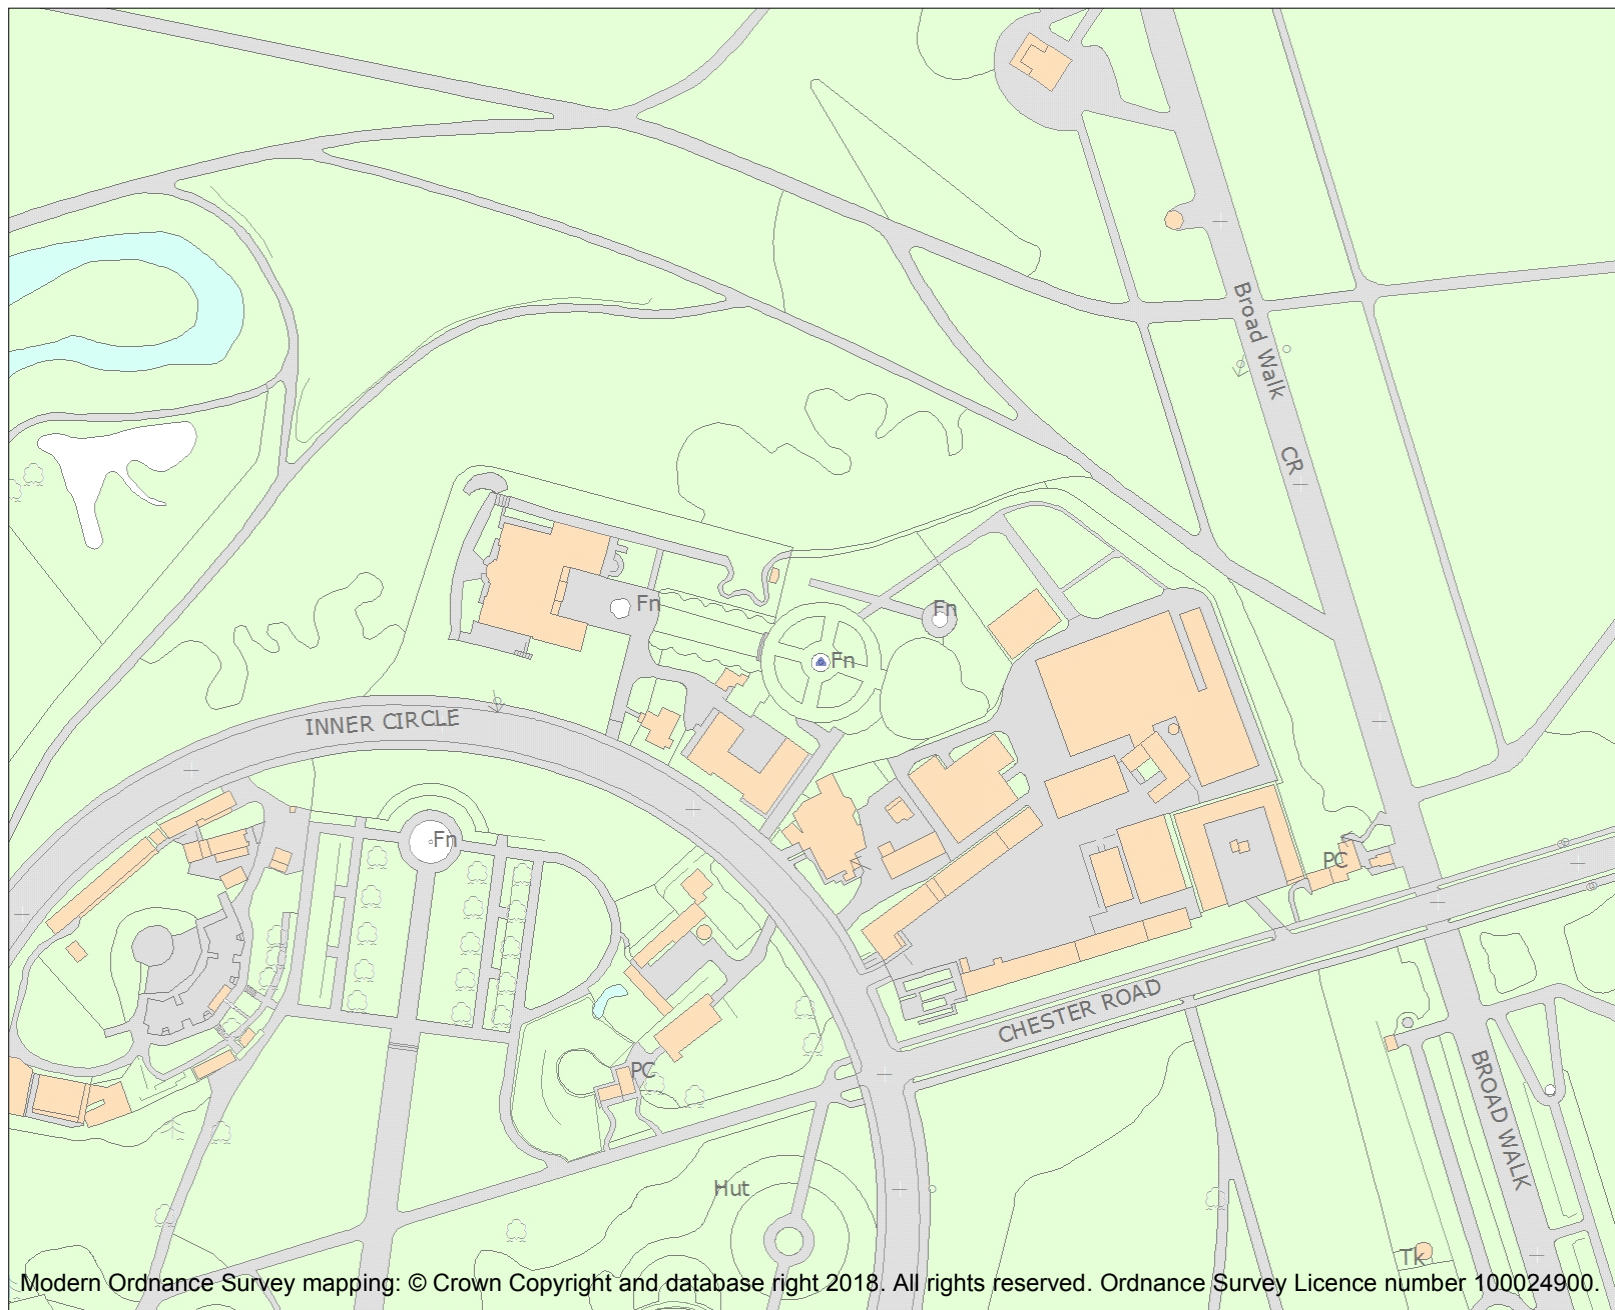 Broad Walk
CR
Fn
Fn
Fn
INNER CIRCLE
Fn
PC
CHESTER ROAD
PC
BROAD WALK
Hut
Tk
Modern Ordnance Survey mapping: © Crown Copyright and database right 2018. All rights reserved. Ordnance Survey Licence number 100024900.